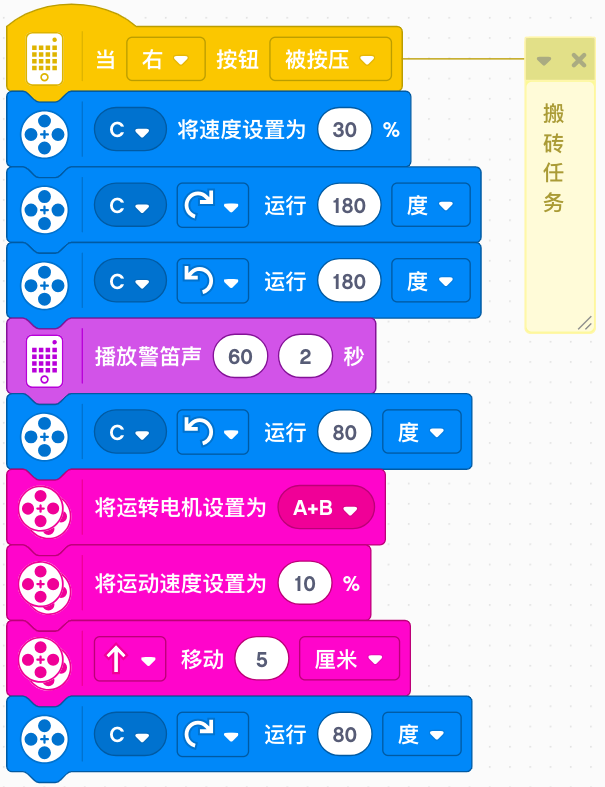 当 右 按钮 被按压
C 将速度设置为 30 %
C 运行 180 度
C 运行 180 度
播放警笛声 60 2 秒
C 运行 80 度
将运转电机设置为 A+B
将运动速度设置为 10 %
移动 5 厘米
C 运行 80 度
搬
砖
任
务